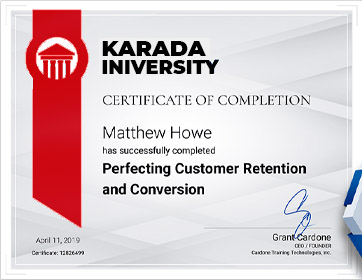 KARADA
INIVERSITY
CERTIFICATE OF COMPLETION
Matthew Howe
has successfully completed
Perfecting Customer Retention
and Conversion
April 11, 2019
Certificate: 12826499
Grant Cardone
CEO / FOUNDER
Cardone Training Technologies, Inc.